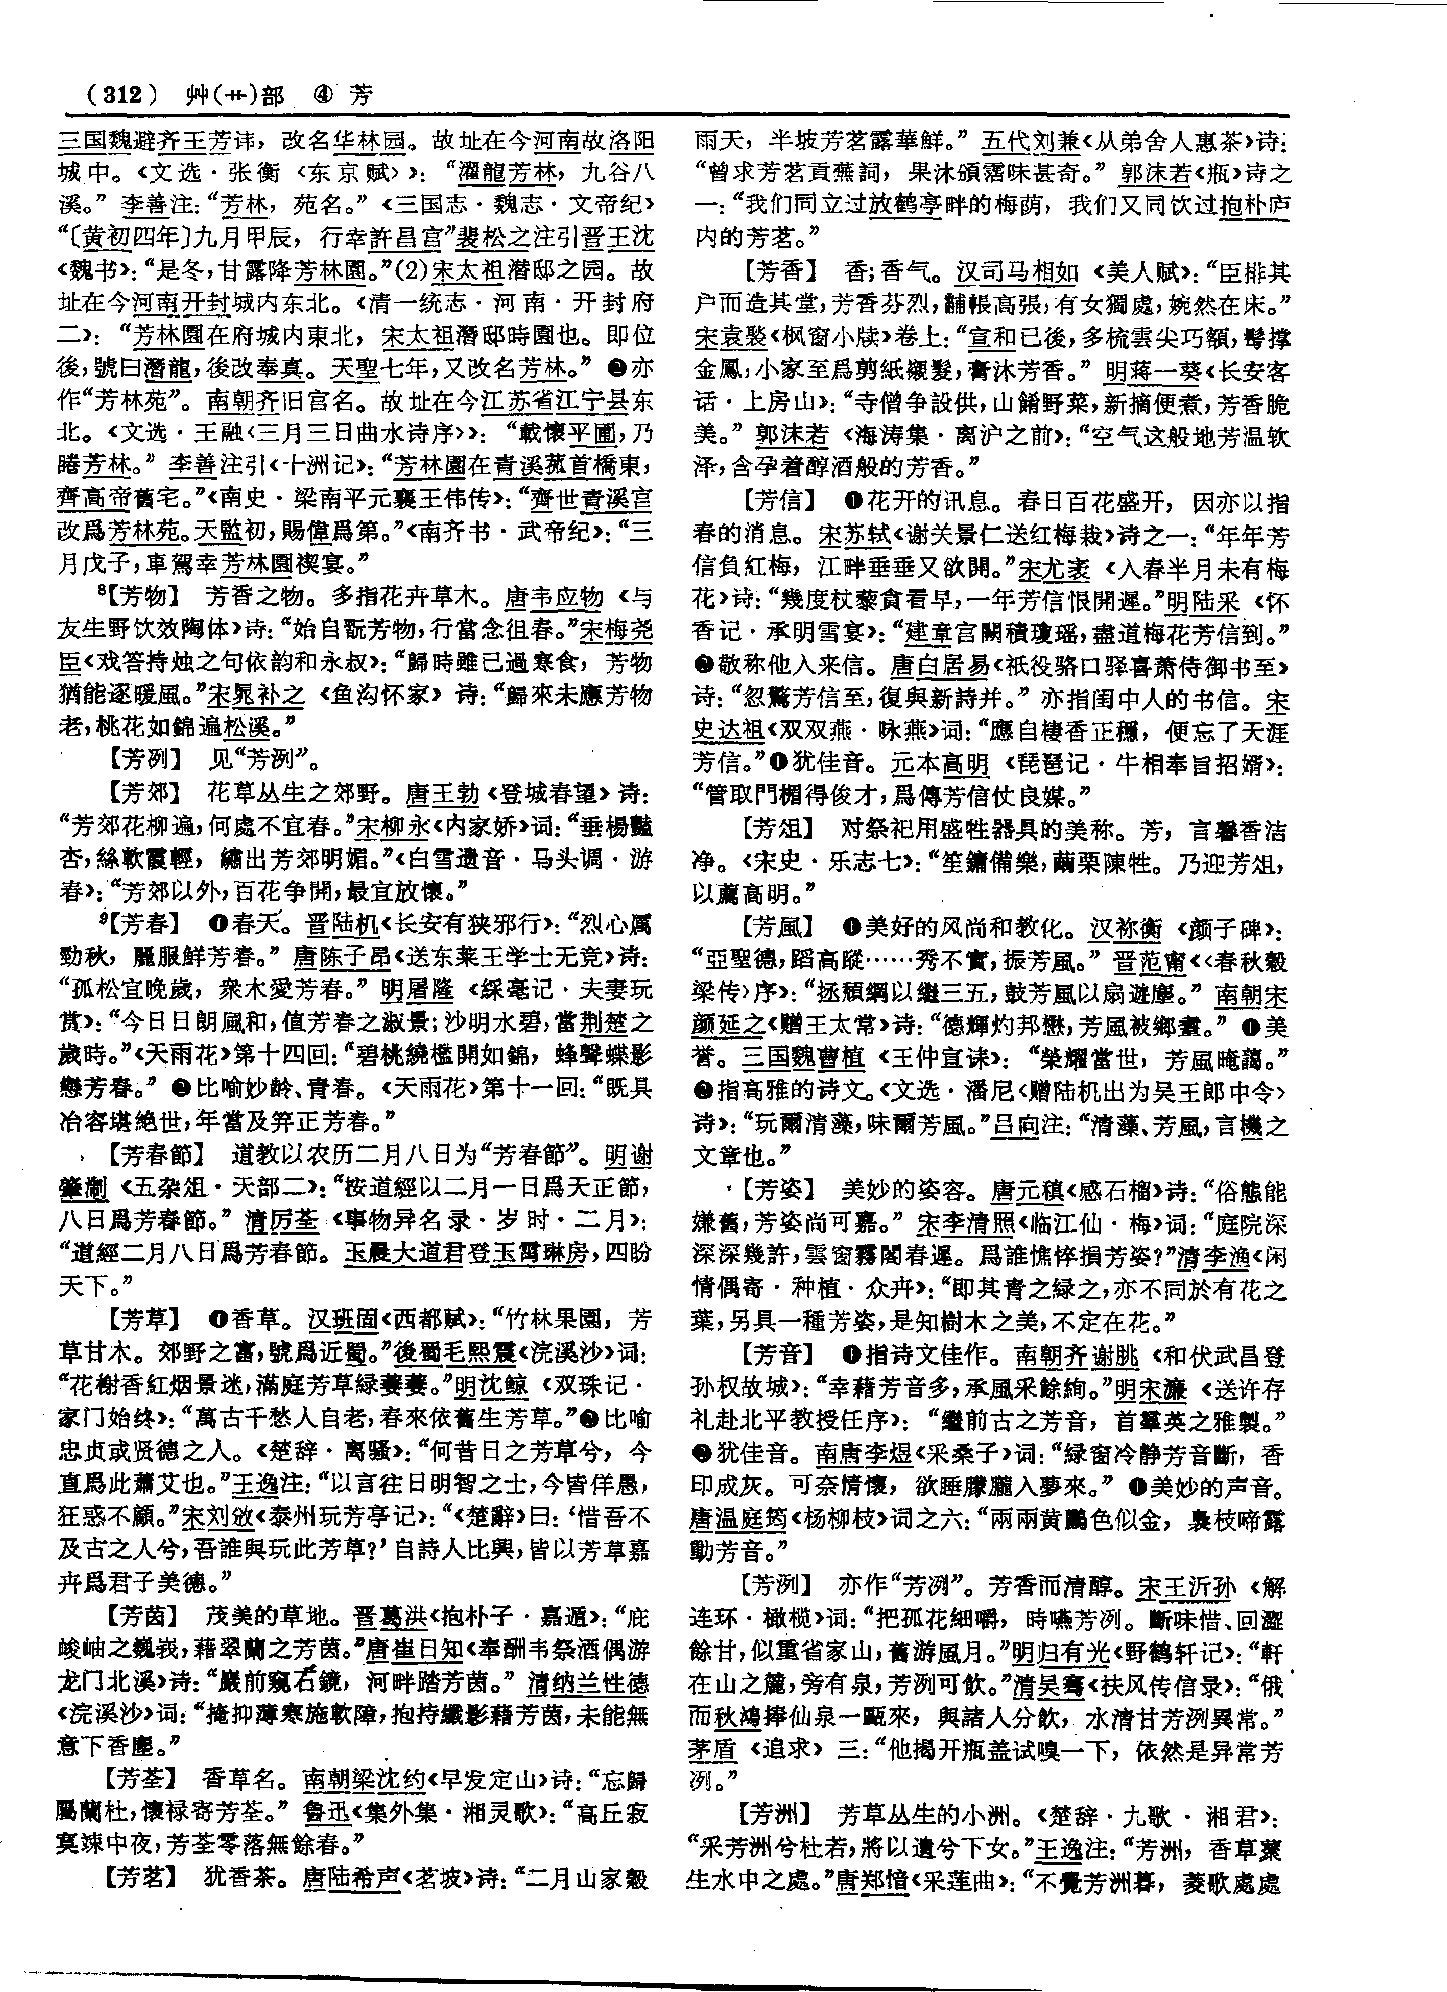 (312) 艸(艹)部 ④ 芳
三国魏避齐王芳讳，改名华林园。故址在今河南故洛阳
城中。《文选·张衡〈东京赋〉》：“濯龍芳林，九谷八
溪。”李善注：“芳林，苑名。”《三国志·魏志·文帝纪》
“〔黄初四年〕九月甲辰，行幸許昌宫”裴松之注引晋王沈
《魏书》：“是冬，甘露降芳林園。”(2)宋太祖潜邸之园。故
址在今河南开封城内东北。《清一统志·河南·开封府
二》：“芳林園在府城内東北，宋太祖潛邸時園也。即位
後，號曰潛龍，後改奉真。天聖七年，又改名芳林。”❷亦
作“芳林苑”。南朝齐旧宫名。故址在今江苏省江宁县东
北。《文选·王融〈三月三日曲水诗序〉》：“載懷平圃，乃
睠芳林。”李善注引《十洲记》：“芳林園在青溪菰首橋東，
齊高帝舊宅。”《南史·梁南平元襄王伟传》：“齊世青溪宫
改爲芳林苑。天監初，賜偉爲第。”《南齐书·武帝纪》：“三
月戊子，車駕幸芳林園禊宴。”
⁸【芳物】 芳香之物。多指花卉草木。唐韦应物《与
友生野饮效陶体》诗：“始自翫芳物，行當念徂春。”宋梅尧
臣《戏答持烛之句依韵和永叔》：“歸時雖已過寒食，芳物
猶能逐暖風。”宋晁补之《鱼沟怀家》诗：“歸來未應芳物
老，桃花如錦遍松溪。”
【芳列】 见“芳洌”。
【芳郊】 花草丛生之郊野。唐王勃《登城春望》诗：
“芳郊花柳遍，何處不宜春。”宋柳永《内家娇》词：“垂楊豔
杏，絲軟霞輕，繡出芳郊明媚。”《白雪遗音·马头调·游
春》：“芳郊以外，百花争開，最宜放懷。”
⁹【芳春】 ❶春天。晋陆机《长安有狭邪行》：“烈心厲
勁秋，麗服鮮芳春。”唐陈子昂《送东莱王学士无竞》诗：
“孤松宜晚歲，衆木愛芳春。”明屠隆《綵毫记·夫妻玩
赏》：“今日日朗風和，值芳春之淑景；沙明水碧，當荆楚之
歲時。”《天雨花》第十四回：“碧桃繞檻開如錦，蜂聲蝶影
戀芳春。”❷比喻妙龄、青春。《天雨花》第十一回：“既具
冶容堪絶世，年當及笄正芳春。”
【芳春節】 道教以农历二月八日为“芳春節”。明谢
肇淛《五杂俎·天部二》：“按道經以二月一日爲天正節，
八日爲芳春節。”清厉荃《事物异名录·岁时·二月》：
“道經二月八日爲芳春節。玉晨大道君登玉霄琳房，四盼
天下。”
【芳草】 ❶香草。汉班固《西都赋》：“竹林果園，芳
草甘木。郊野之富，號爲近蜀。”後蜀毛熙震《浣溪沙》词：
“花榭香紅烟景迷，滿庭芳草緑萋萋。”明沈鲸《双珠记·
家门始终》：“萬古千愁人自老，春來依舊生芳草。”❷比喻
忠贞或贤德之人。《楚辞·离骚》：“何昔日之芳草兮，今
直爲此蕭艾也。”王逸注：“以言往日明智之士，今皆佯愚，
狂惑不顧。”宋刘攽《泰州玩芳亭记》：“《楚辭》曰：‘惜吾不
及古之人兮，吾誰與玩此芳草？’自詩人比興，皆以芳草嘉
卉爲君子美德。”
【芳茵】 茂美的草地。晋葛洪《抱朴子·嘉遁》：“庇
峻岫之巍峩，藉翠蘭之芳茵。”唐崔日知《奉酬韦祭酒偶游
龙门北溪》诗：“巖前窺石鏡，河畔踏芳茵。”清纳兰性德
《浣溪沙》词：“掩抑薄寒施軟障，抱持纖影藉芳茵，未能無
意下香塵。”
【芳荃】 香草名。南朝梁沈约《早发定山》诗：“忘歸
屬蘭杜，懷禄寄芳荃。”鲁迅《集外集·湘灵歌》：“高丘寂
寞竦中夜，芳荃零落無餘春。”
【芳茗】 犹香茶。唐陆希声《茗坡》诗：“二月山家穀
雨天，半坡芳茗露華鮮。”五代刘兼《从弟舍人惠茶》诗：
“曾求芳茗貢蕪詞，果沐頒霑味甚奇。”郭沫若《瓶》诗之
一：“我们同立过放鹤亭畔的梅荫，我们又同饮过抱朴庐
内的芳茗。”
【芳香】 香；香气。汉司马相如《美人赋》：“臣排其
户而造其堂，芳香芬烈，黼帳高張，有女獨處，婉然在床。”
宋袁褧《枫窗小牍》卷上：“宣和已後，多梳雲尖巧額，髩撑
金鳳，小家至爲剪紙襯髮，膏沐芳香。”明蒋一葵《长安客
话·上房山》：“寺僧争設供，山餚野菜，新摘便煮，芳香脆
美。”郭沫若《海涛集·离沪之前》：“空气这般地芳温软
泽，含孕着醇酒般的芳香。”
【芳信】 ❶花开的讯息。春日百花盛开，因亦以指
春的消息。宋苏轼《谢关景仁送红梅栽》诗之一：“年年芳
信負紅梅，江畔垂垂又欲開。”宋尤袤《入春半月未有梅
花》诗：“幾度杖藜貪看早，一年芳信恨開遲。”明陆采《怀
香记·承明雪宴》：“建章宫闕積瓊瑶，盡道梅花芳信到。”
❷敬称他人来信。唐白居易《祇役骆口驿喜萧侍御书至》
诗：“忽驚芳信至，復與新詩并。”亦指闺中人的书信。宋
史达祖《双双燕·咏燕》词：“應自棲香正穩，便忘了天涯
芳信。”❸犹佳音。元本高明《琵琶记·牛相奉旨招婿》：
“管取門楣得俊才，爲傳芳信仗良媒。”
【芳俎】 对祭祀用盛牲器具的美称。芳，言馨香洁
净。《宋史·乐志七》：“笙鏞備樂，繭栗陳牲。乃迎芳俎，
以薦高明。”
【芳風】 ❶美好的风尚和教化。汉祢衡《颜子碑》：
“亞聖德，蹈高蹤……秀不實，振芳風。”晋范甯《〈春秋穀
梁传〉序》：“拯頹綱以繼三五，鼓芳風以扇遊塵。”南朝宋
颜延之《赠王太常》诗：“德輝灼邦懋，芳風被鄉耋。”❷美
誉。三国魏曹植《王仲宣诔》：“榮耀當世，芳風晻藹。”
❸指高雅的诗文。《文选·潘尼〈赠陆机出为吴王郎中令〉
诗》：“玩爾清藻，味爾芳風。”吕向注：“清藻、芳風，言機之
文章也。”
【芳姿】 美妙的姿容。唐元稹《感石榴》诗：“俗態能
嫌舊，芳姿尚可嘉。”宋李清照《临江仙·梅》词：“庭院深
深深幾許，雲窗霧閣春遲。爲誰憔悴損芳姿？”清李渔《闲
情偶寄·种植·众卉》：“即其青之緑之，亦不同於有花之
葉，另具一種芳姿，是知樹木之美，不定在花。”
【芳音】 ❶指诗文佳作。南朝齐谢朓《和伏武昌登
孙权故城》：“幸藉芳音多，承風采餘絢。”明宋濂《送许存
礼赴北平教授任序》：“繼前古之芳音，首羣英之雅製。”
❷犹佳音。南唐李煜《采桑子》词：“緑窗冷静芳音斷，香
印成灰。可奈情懷，欲睡朦朧入夢來。”❸美妙的声音。
唐温庭筠《杨柳枝》词之六：“兩兩黄鸝色似金，裊枝啼露
動芳音。”
【芳洌】 亦作“芳冽”。芳香而清醇。宋王沂孙《解
连环·橄榄》词：“把孤花細嚼，時嚥芳冽。斷味惜、回澀
餘甘，似重省家山，舊游風月。”明归有光《野鹤轩记》：“軒
在山之麓，旁有泉，芳洌可飲。”清吴骞《扶风传信录》：“俄
而秋鴻捧仙泉一甌來，與諸人分飲，水清甘芳洌異常。”
茅盾《追求》三：“他揭开瓶盖试嗅一下，依然是异常芳
洌。”
【芳洲】 芳草丛生的小洲。《楚辞·九歌·湘君》：
“采芳洲兮杜若，將以遺兮下女。”王逸注：“芳洲，香草藂
生水中之處。”唐郑愔《采莲曲》：“不覺芳洲暮，菱歌處處